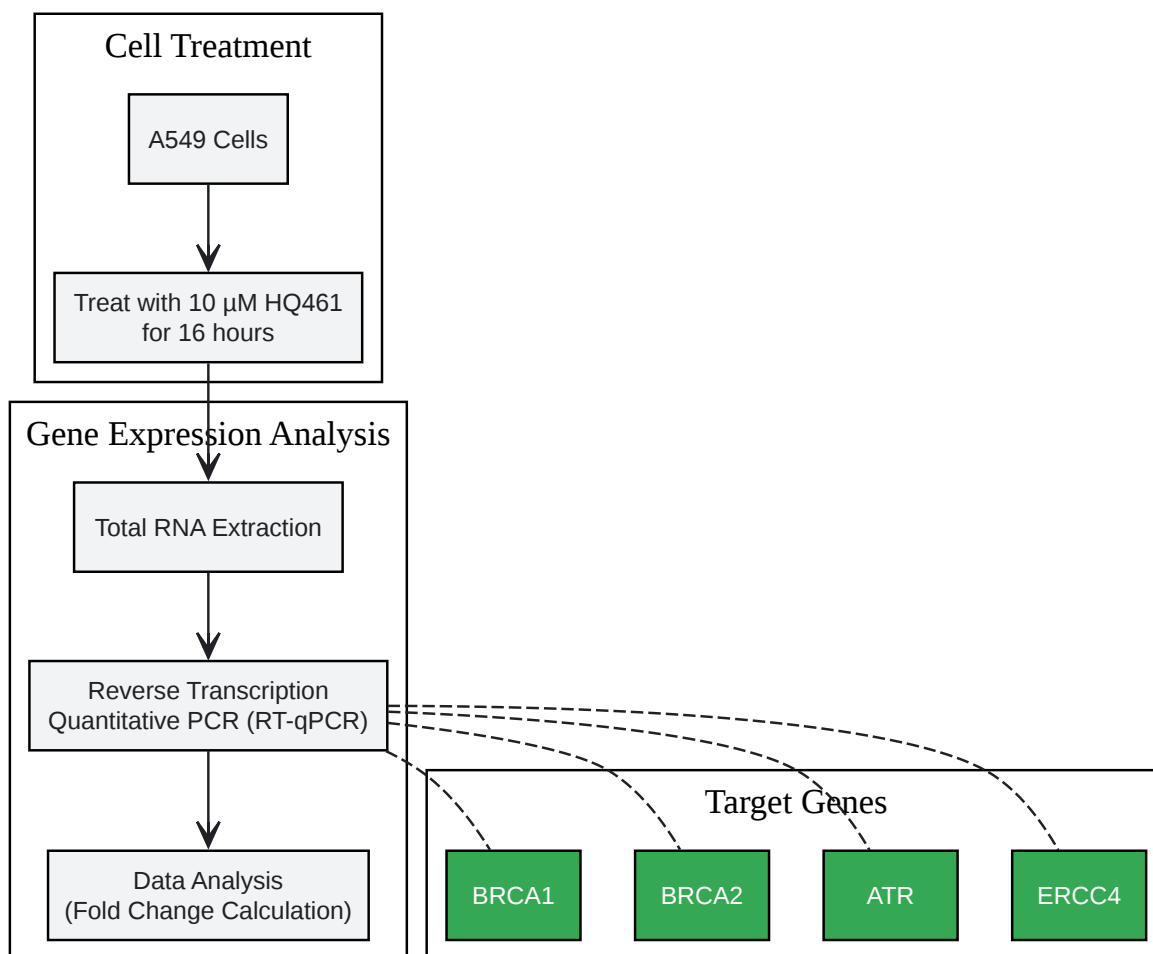 Cell Treatment
A549 Cells
Treat with 10 µM HQ461
for 16 hours
Gene Expression Analysis
Total RNA Extraction
Reverse Transcription
Quantitative PCR (RT-qPCR)
Data Analysis
(Fold Change Calculation)
Target Genes
BRCA1
BRCA2
ATR
ERCC4